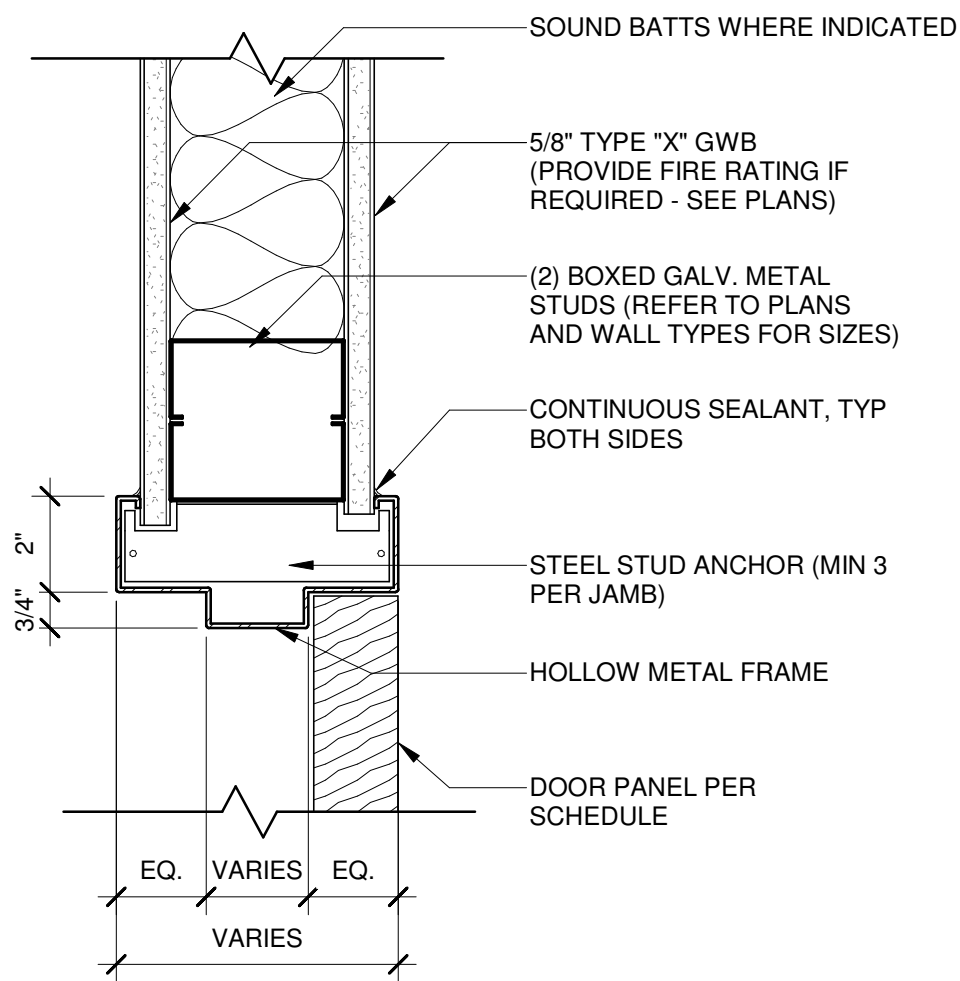 SOUND BATTS WHERE INDICATED
5/8" TYPE "X" GWB
(PROVIDE FIRE RATING IF
REQUIRED - SEE PLANS)
(2) BOXED GALV. METAL
STUDS (REFER TO PLANS
AND WALL TYPES FOR SIZES)
CONTINUOUS SEALANT, TYP
BOTH SIDES
2"
3/4"
STEEL STUD ANCHOR (MIN 3
PER JAMB)
HOLLOW METAL FRAME
DOOR PANEL PER
SCHEDULE
EQ. VARIES EQ.
VARIES